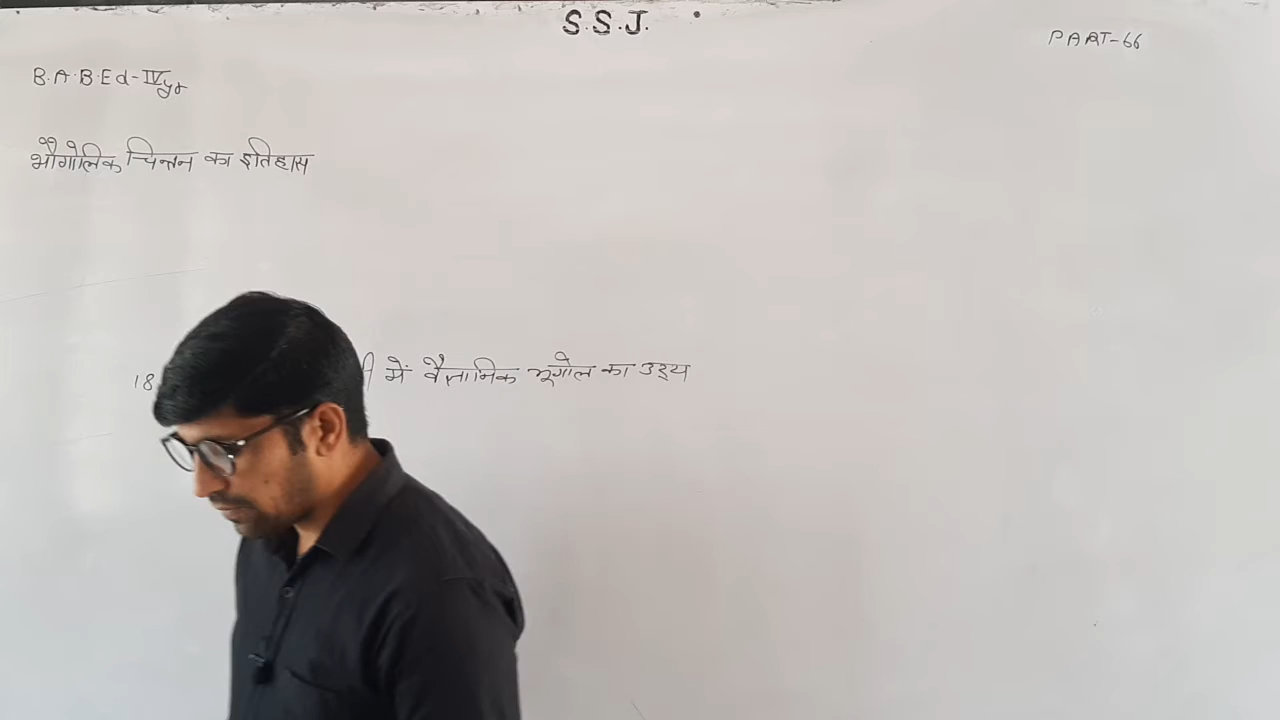 S.S.J.
PART-66
B.A.B.Ed-IVyr
भौगोलिक चिन्तन का इतिहास
18 में वैज्ञानिक भूगोल का उदय